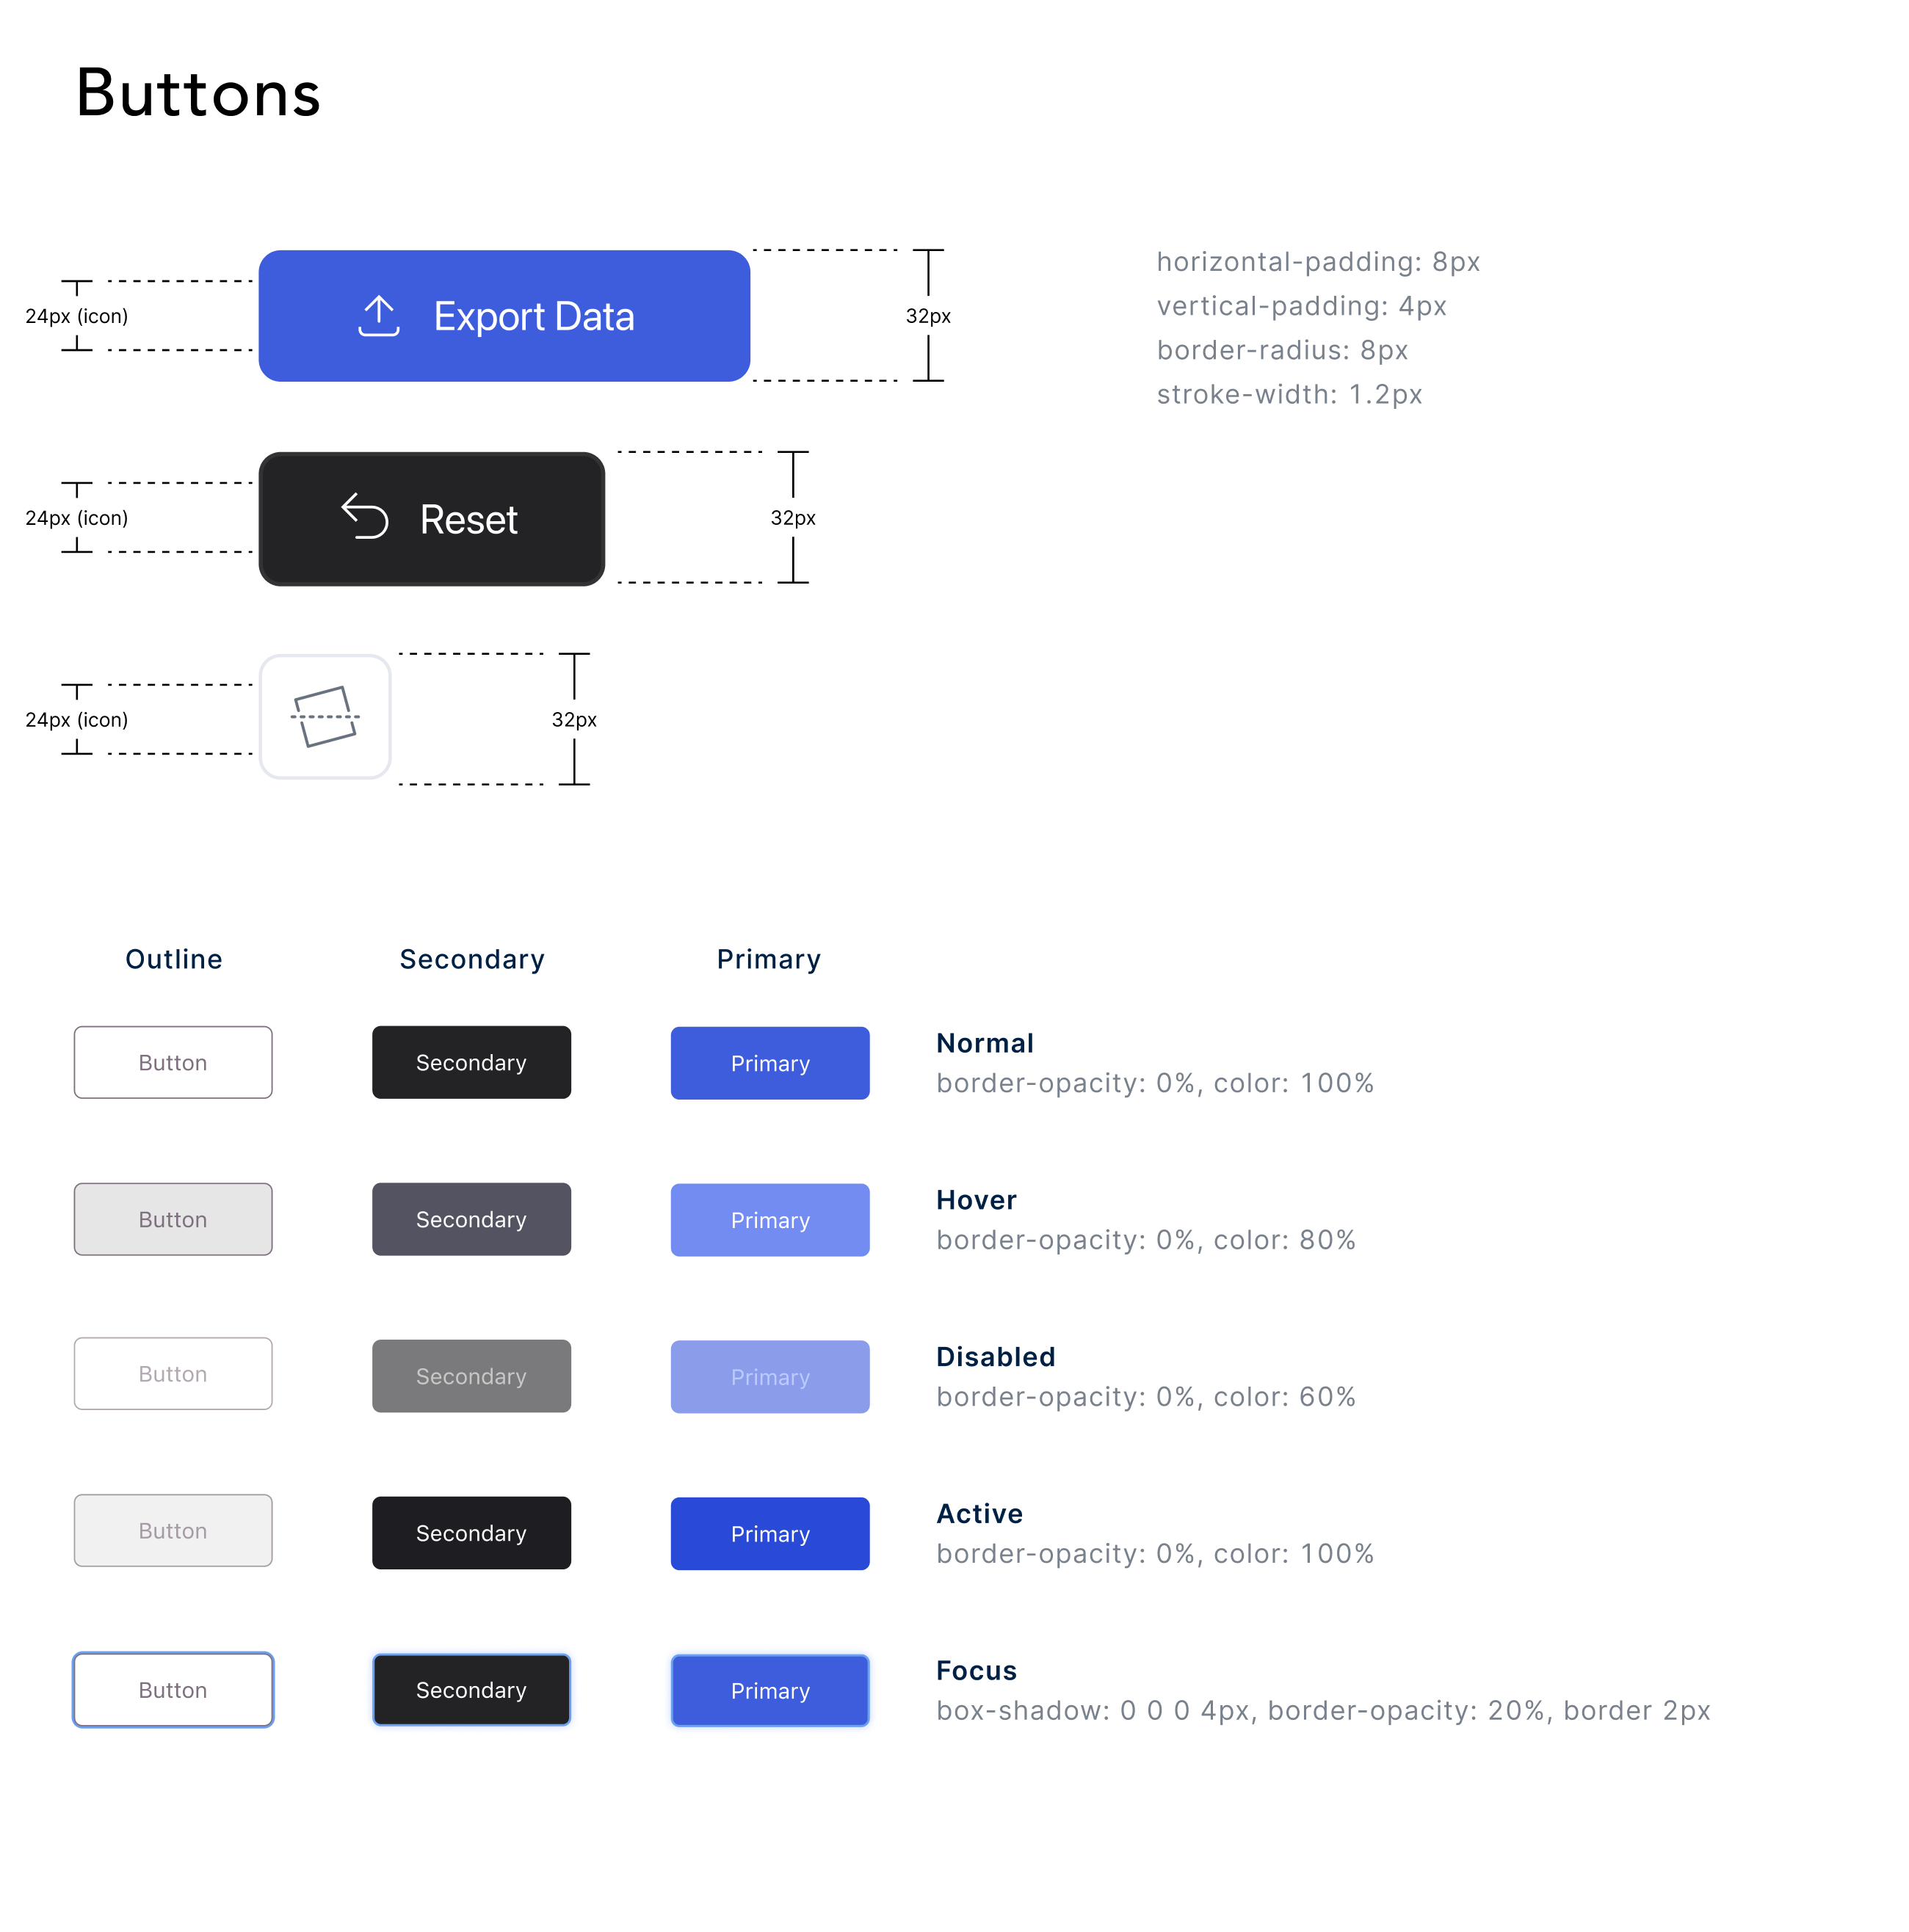 Buttons
24px (icon)
Export Data
32px
horizontal-padding: 8px
vertical-padding: 4px
border-radius: 8px
stroke-width: 1.2px
24px (icon)
Reset
32px
24px (icon)
32px
Outline
Secondary
Primary
Button
Secondary
Primary
Normal
border-opacity: 0%, color: 100%
Button
Secondary
Primary
Hover
border-opacity: 0%, color: 80%
Button
Secondary
Primary
Disabled
border-opacity: 0%, color: 60%
Button
Secondary
Primary
Active
border-opacity: 0%, color: 100%
Button
Secondary
Primary
Focus
box-shadow: 0 0 0 4px, border-opacity: 20%, border 2px